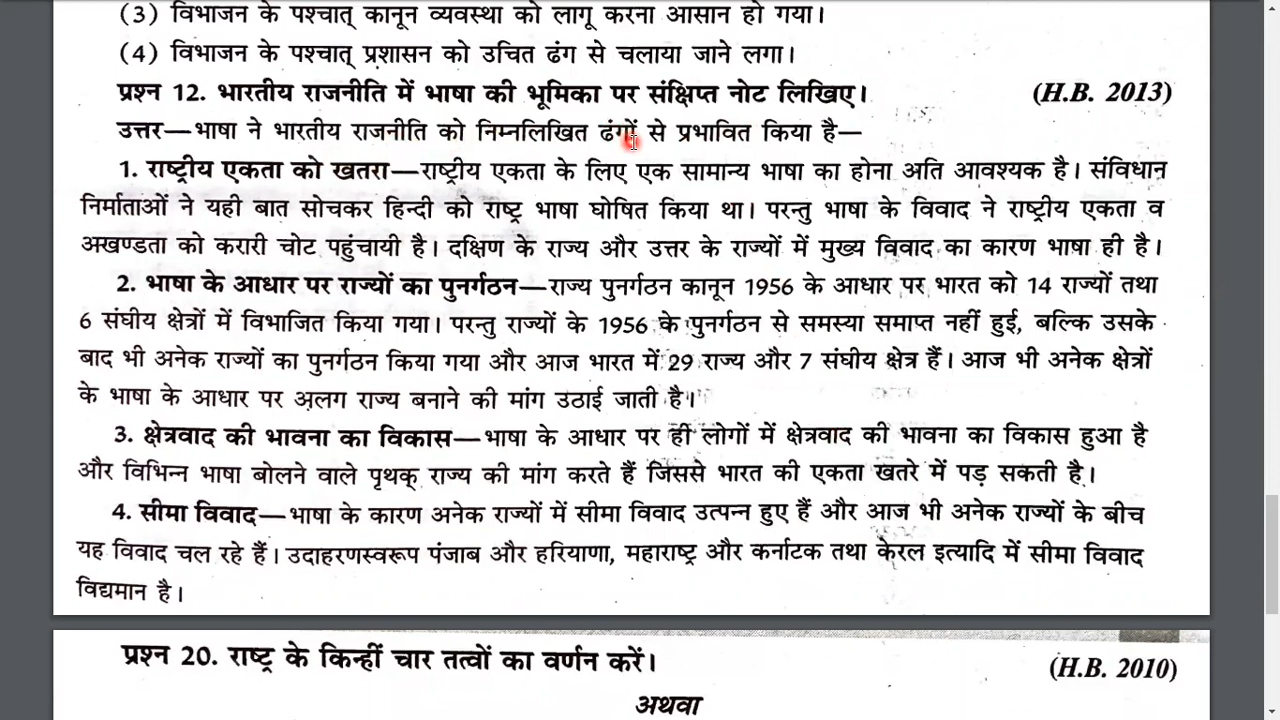 (3) विभाजन के पश्चात् कानून व्यवस्था को लागू करना आसान हो गया।
(4) विभाजन के पश्चात् प्रशासन को उचित ढंग से चलाया जाने लगा।
प्रश्न 12. भारतीय राजनीति में भाषा की भूमिका पर संक्षिप्त नोट लिखिए। (H.B. 2013)
उत्तर—भाषा ने भारतीय राजनीति को निम्नलिखित ढंगों से प्रभावित किया है—
1. राष्ट्रीय एकता को खतरा—राष्ट्रीय एकता के लिए एक सामान्य भाषा का होना अति आवश्यक है। संविधान
निर्माताओं ने यही बात सोचकर हिन्दी को राष्ट्र भाषा घोषित किया था। परन्तु भाषा के विवाद ने राष्ट्रीय एकता व
अखण्डता को करारी चोट पहुंचायी है। दक्षिण के राज्य और उत्तर के राज्यों में मुख्य विवाद का कारण भाषा ही है।
2. भाषा के आधार पर राज्यों का पुनर्गठन—राज्य पुनर्गठन कानून 1956 के आधार पर भारत को 14 राज्यों तथा
6 संघीय क्षेत्रों में विभाजित किया गया। परन्तु राज्यों के 1956 के पुनर्गठन से समस्या समाप्त नहीं हुई, बल्कि उसके
बाद भी अनेक राज्यों का पुनर्गठन किया गया और आज भारत में 29 राज्य और 7 संघीय क्षेत्र हैं। आज भी अनेक क्षेत्रों
के भाषा के आधार पर अलग राज्य बनाने की मांग उठाई जाती है।
3. क्षेत्रवाद की भावना का विकास—भाषा के आधार पर ही लोगों में क्षेत्रवाद की भावना का विकास हुआ है
और विभिन्न भाषा बोलने वाले पृथक् राज्य की मांग करते हैं जिससे भारत की एकता खतरे में पड़ सकती है।
4. सीमा विवाद—भाषा के कारण अनेक राज्यों में सीमा विवाद उत्पन्न हुए हैं और आज भी अनेक राज्यों के बीच
यह विवाद चल रहे हैं। उदाहरणस्वरूप पंजाब और हरियाणा, महाराष्ट्र और कर्नाटक तथा केरल इत्यादि में सीमा विवाद
विद्यमान है।
प्रश्न 20. राष्ट्र के किन्हीं चार तत्वों का वर्णन करें। (H.B. 2010)
अथवा